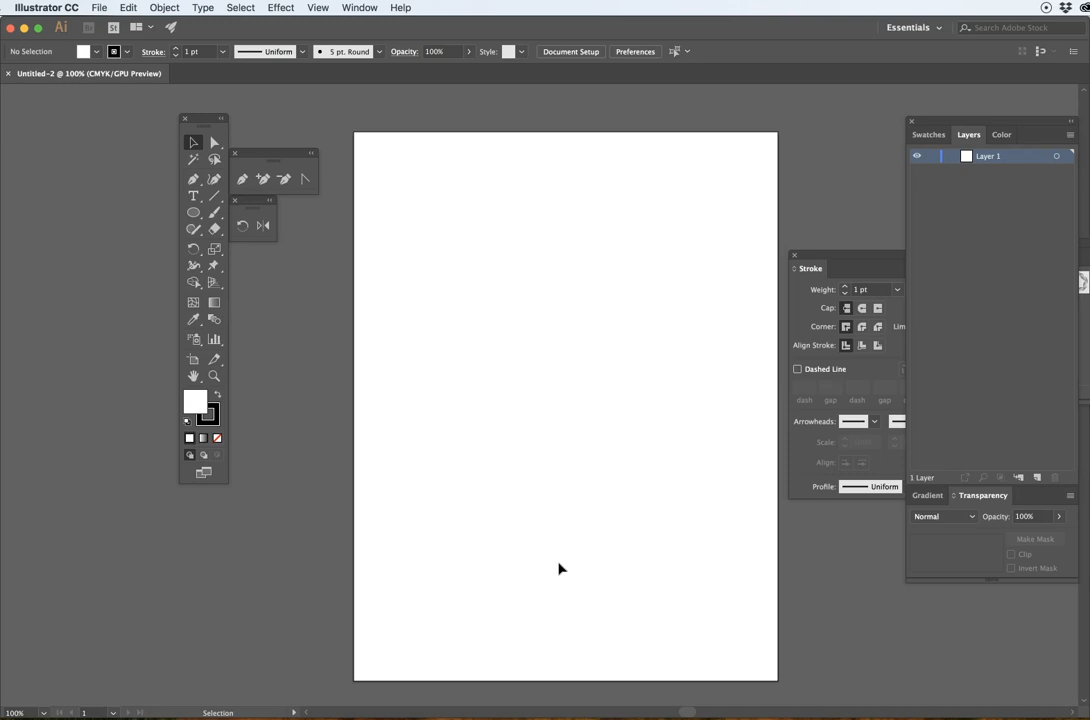 Illustrator CC File Edit Object Type Select Effect View Window Help
Ai Br St Essentials Search Adobe Stock
No Selection Stroke: 1 pt Uniform 5 pt. Round Opacity: 100% Style: Document Setup Preferences
Untitled-2 @ 100% (CMYK/GPU Preview)
Swatches Layers Color
Layer 1
T
Stroke
Weight: 1 pt
Cap:
Corner: Lim
Align Stroke:
Dashed Line
dash gap dash gap
Arrowheads:
Scale: 100%
Align:
Profile: Uniform
1 Layer
Gradient Transparency
Normal Opacity: 100%
Make Mask
Clip
Invert Mask
100% 1 Selection